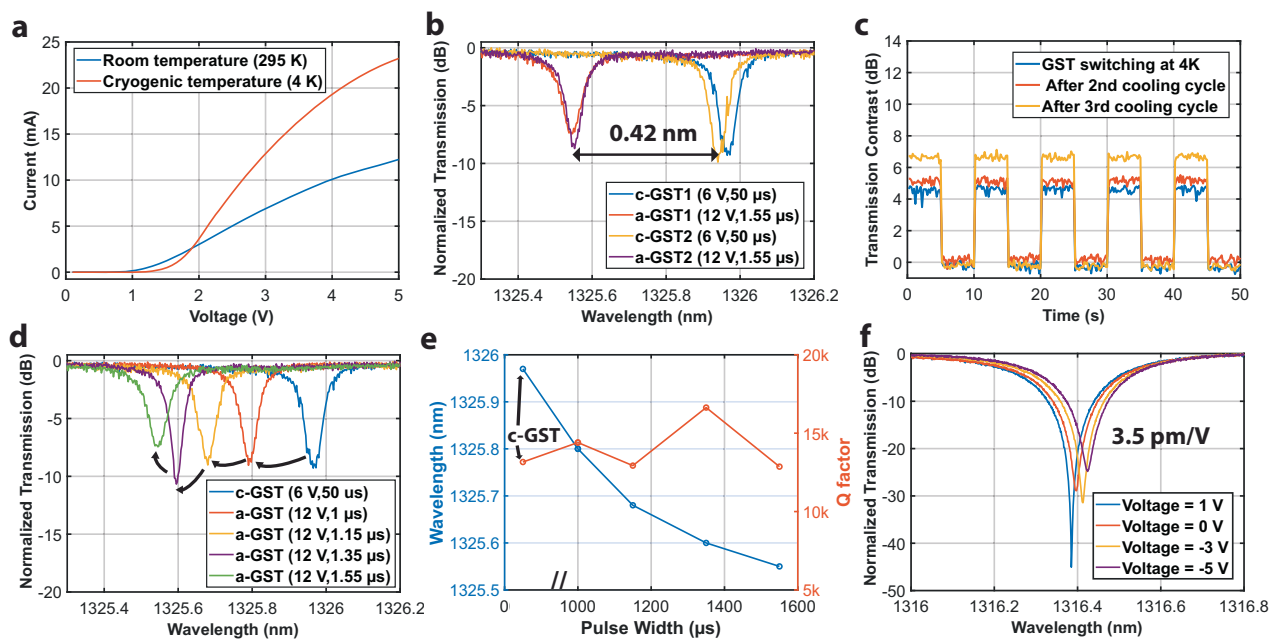 a
25
20
15
10
5
0
Current (mA)
0
1
2
3
4
5
Voltage (V)
Room temperature (295 K)
Cryogenic temperature (4 K)
b
0
-5
-10
-15
-20
Normalized Transmission (dB)
1325.4
1325.6
1325.8
1326
1326.2
Wavelength (nm)
0.42 nm
c-GST1 (6 V,50 µs)
a-GST1 (12 V,1.55 µs)
c-GST2 (6 V,50 µs)
a-GST2 (12 V,1.55 µs)
c
14
12
10
8
6
4
2
0
Transmission Contrast (dB)
0
10
20
30
40
50
Time (s)
GST switching at 4K
After 2nd cooling cycle
After 3rd cooling cycle
d
0
-5
-10
-15
-20
Normalized Transmission (dB)
1325.4
1325.6
1325.8
1326
1326.2
Wavelength (nm)
c-GST (6 V,50 us)
a-GST (12 V,1 µs)
a-GST (12 V,1.15 µs)
a-GST (12 V,1.35 µs)
a-GST (12 V,1.55 µs)
e
1326
1325.9
1325.8
1325.7
1325.6
1325.5
Wavelength (nm)
c-GST
//
0
1000
1200
1400
1600
Pulse Width (µs)
20k
15k
10k
5k
Q factor
f
0
-10
-20
-30
-40
-50
Normalized Transmission (dB)
1316
1316.2
1316.4
1316.6
1316.8
Wavelength (nm)
3.5 pm/V
Voltage = 1 V
Voltage = 0 V
Voltage = -3 V
Voltage = -5 V